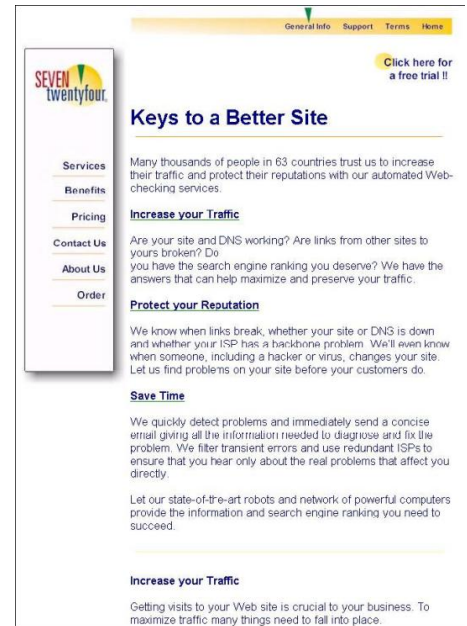 General Info Support Terms Home
Click here for
a free trial !!
SEVEN
twentyfour
Services
Benefits
Pricing
Contact Us
About Us
Order
Keys to a Better Site
Many thousands of people in 63 countries trust us to increase
their traffic and protect their reputations with our automated Web-
checking services.
Increase your Traffic
Are your site and DNS working? Are links from other sites to
yours broken? Do
you have the search engine ranking you deserve? We have the
answers that can help maximize and preserve your traffic.
Protect your Reputation
We know when links break, whether your site or DNS is down
and whether your ISP has a backbone problem. We'll even know
when someone, including a hacker or virus, changes your site.
Let us find problems on your site before your customers do.
Save Time
We quickly detect problems and immediately send a concise
email giving all the information needed to diagnose and fix the
problem. We filter transient errors and use redundant ISPs to
ensure that you hear only about the real problems that affect you
directly.
Let our state-of-the-art robots and network of powerful computers
provide the information and search engine ranking you need to
succeed.
Increase your Traffic
Getting visits to your Web site is crucial to your business. To
maximize traffic many things need to fall into place.